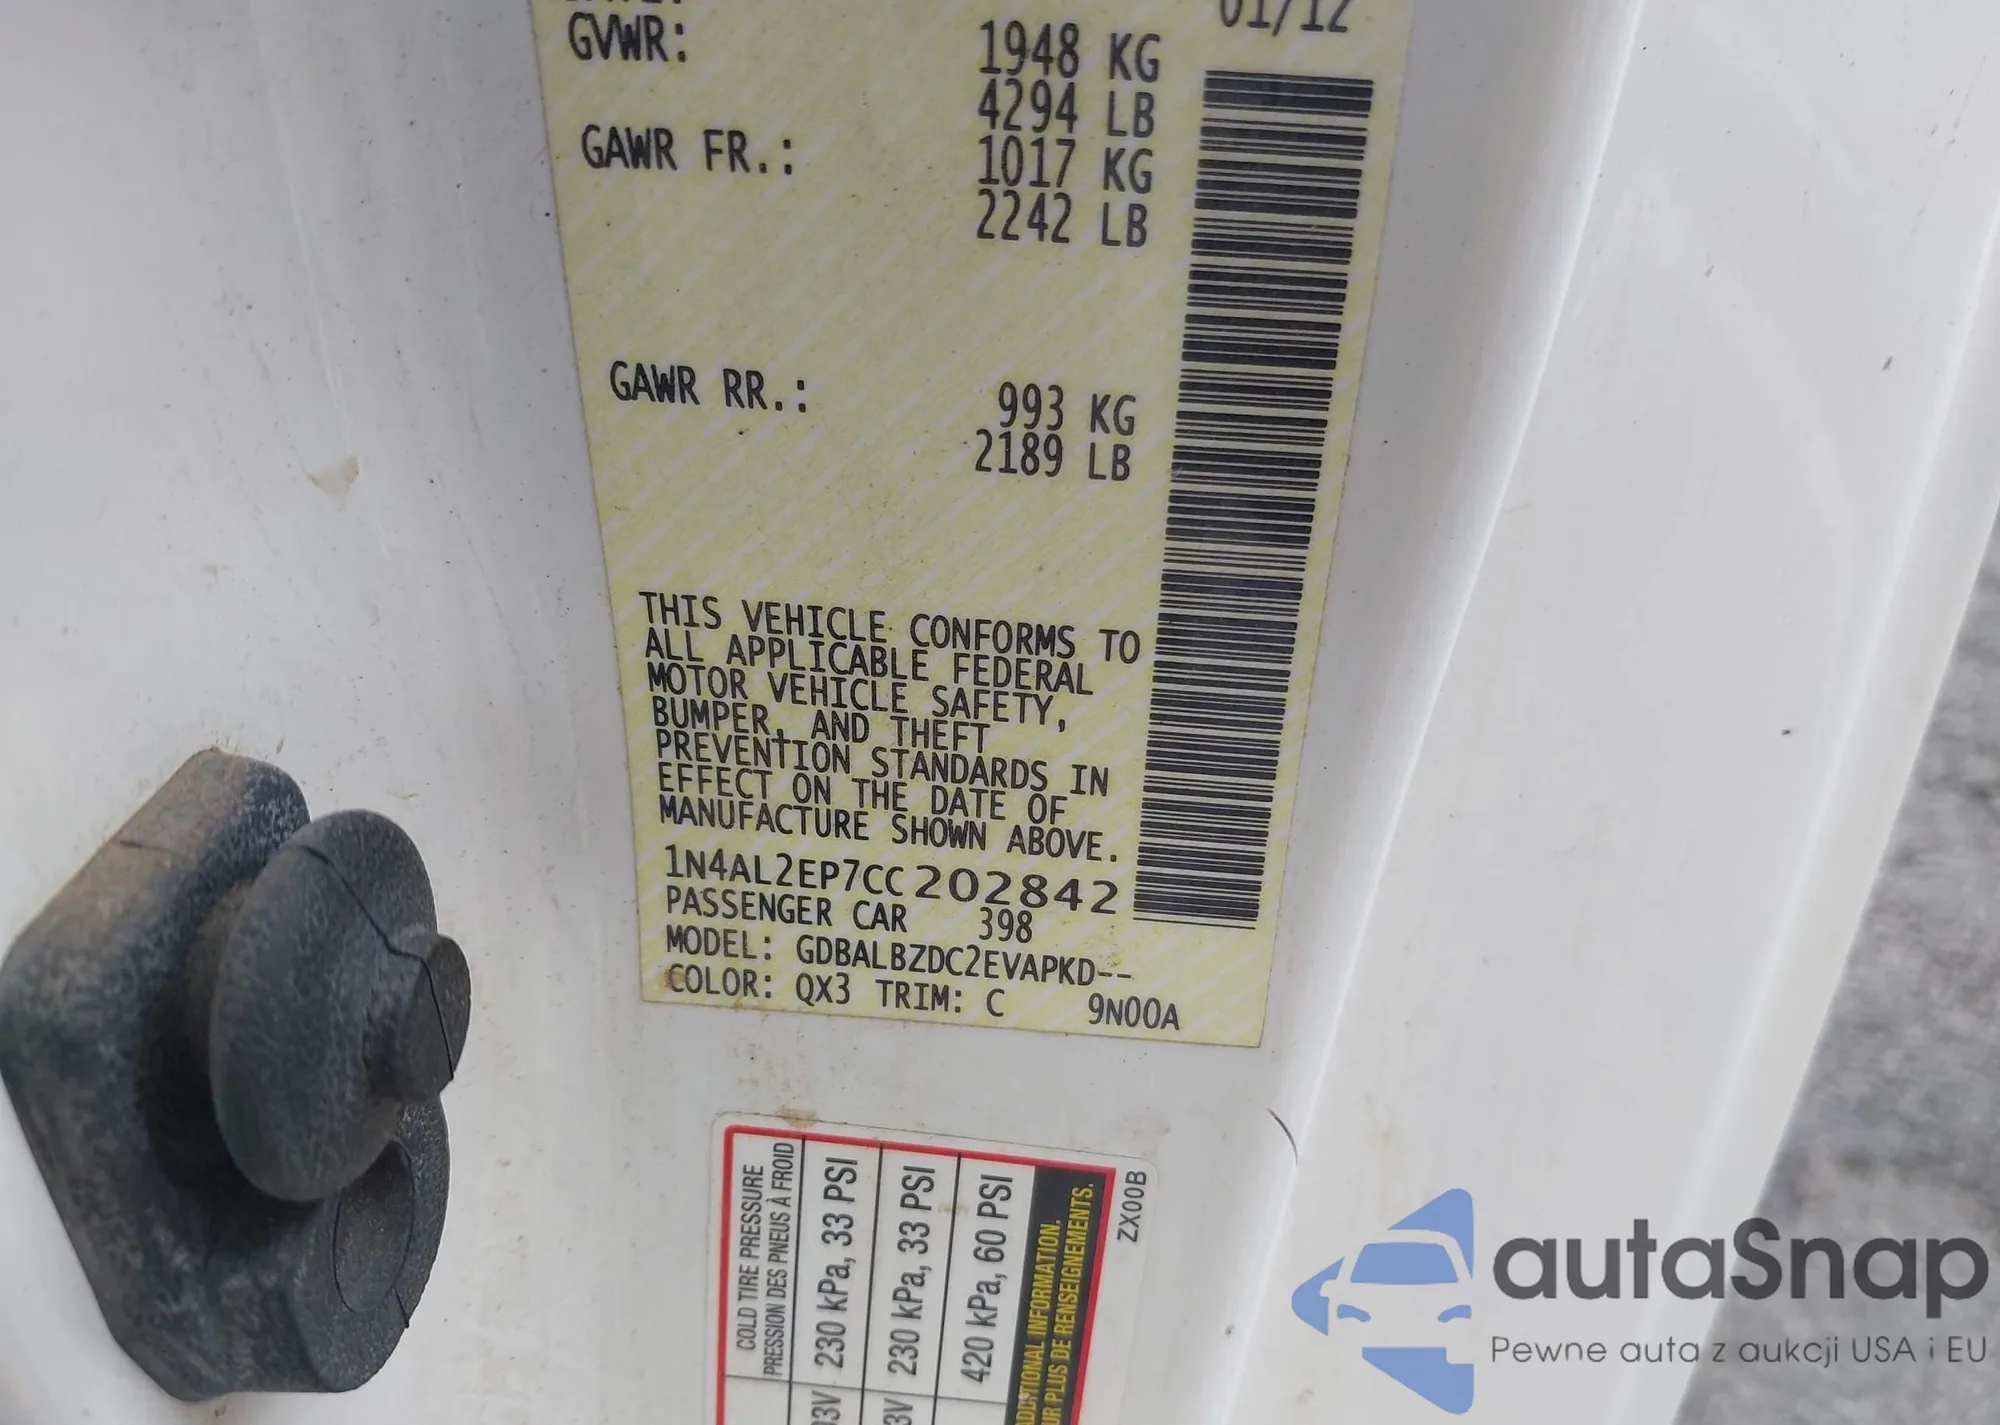 01/12
GVWR: 1948 KG
4294 LB
GAWR FR.: 1017 KG
2242 LB
GAWR RR.: 993 KG
2189 LB
THIS VEHICLE CONFORMS TO
ALL APPLICABLE FEDERAL
MOTOR VEHICLE SAFETY,
BUMPER, AND THEFT
PREVENTION STANDARDS IN
EFFECT ON THE DATE OF
MANUFACTURE SHOWN ABOVE.
1N4AL2EP7CC202842
PASSENGER CAR 398
MODEL: GDBALBZDC2EVAPKD--
COLOR: QX3 TRIM: C 9N00A
COLD TIRE PRESSURE
PRESSION DES PNEUS À FROID
230 kPa, 33 PSI
230 kPa, 33 PSI
420 kPa, 60 PSI
INFORMATION.
PLUS DE RENSEIGNEMENTS.
ZX00B
autaSnap
Pewne auta z aukcji USA i EU